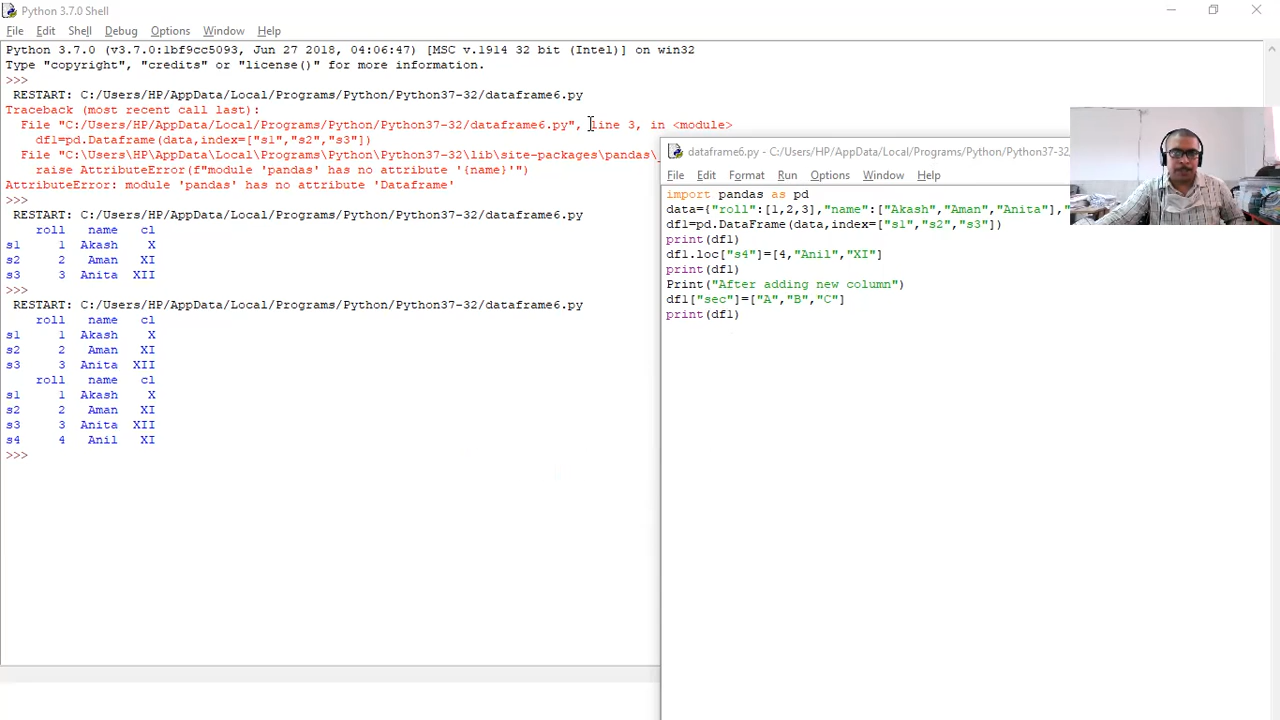 Python 3.7.0 Shell
File Edit Shell Debug Options Window Help
Python 3.7.0 (v3.7.0:1bf9cc5093, Jun 27 2018, 04:06:47) [MSC v.1914 32 bit (Intel)] on win32
Type "copyright", "credits" or "license()" for more information.
>>>
RESTART: C:/Users/HP/AppData/Local/Programs/Python/Python37-32/dataframe6.py
Traceback (most recent call last):
File "C:/Users/HP/AppData/Local/Programs/Python/Python37-32/dataframe6.py", line 3, in <module>
df1=pd.Dataframe(data,index=["s1","s2","s3"])
File "C:\Users\HP\AppData\Local\Programs\Python\Python37-32\lib\site-packages\pandas\
raise AttributeError(f"module 'pandas' has no attribute '{name}'")
AttributeError: module 'pandas' has no attribute 'Dataframe'
>>>
RESTART: C:/Users/HP/AppData/Local/Programs/Python/Python37-32/dataframe6.py
roll name cl
s1 1 Akash X
s2 2 Aman XI
s3 3 Anita XII
>>>
RESTART: C:/Users/HP/AppData/Local/Programs/Python/Python37-32/dataframe6.py
roll name cl
s1 1 Akash X
s2 2 Aman XI
s3 3 Anita XII
roll name cl
s1 1 Akash X
s2 2 Aman XI
s3 3 Anita XII
s4 4 Anil XI
>>>
dataframe6.py - C:/Users/HP/AppData/Local/Programs/Python/Python37-32
File Edit Format Run Options Window Help
import pandas as pd
data={"roll":[1,2,3],"name":["Akash","Aman","Anita"],"
df1=pd.DataFrame(data,index=["s1","s2","s3"])
print(df1)
df1.loc["s4"]=[4,"Anil","XI"]
print(df1)
Print("After adding new column")
df1["sec"]=["A","B","C"]
print(df1)